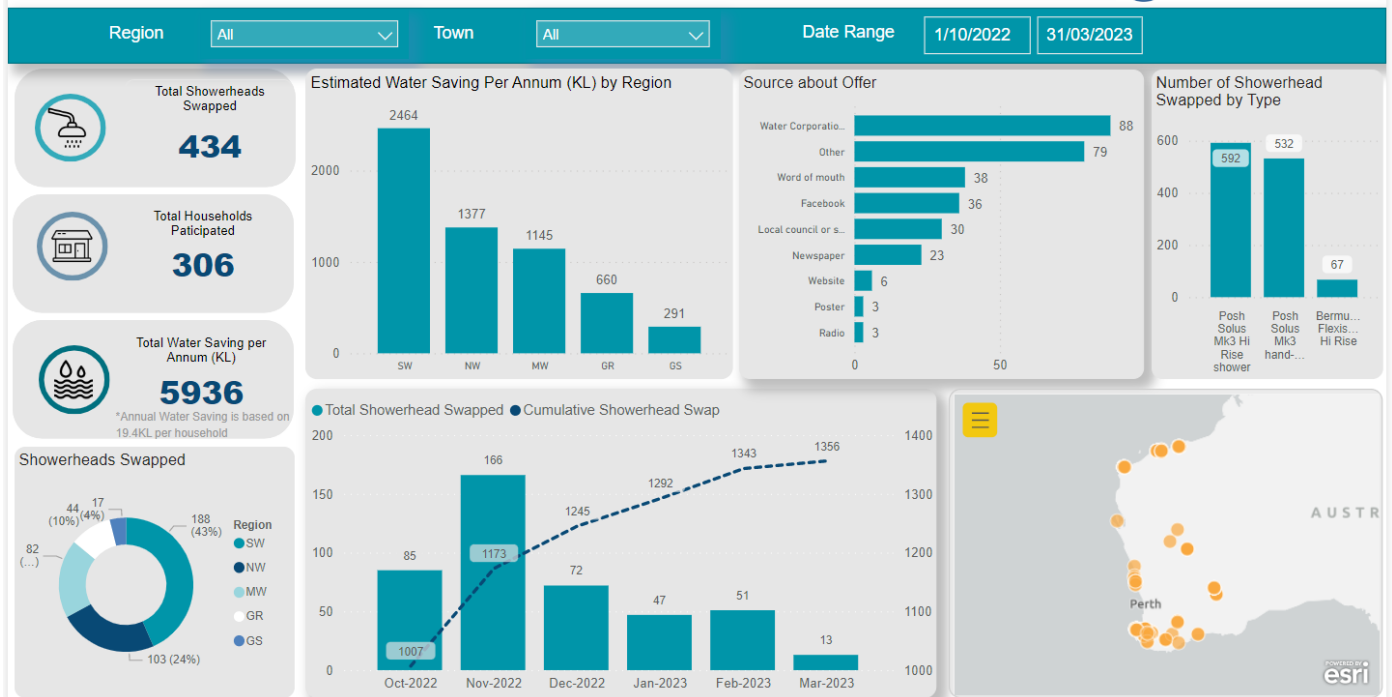 Region
All
Town
All
Date Range
1/10/2022
31/03/2023
Total Showerheads
Swapped
434
Total Households
Paticipated
306
Total Water Saving per
Annum (KL)
5936
*Annual Water Saving is based on
19.4KL per household
Estimated Water Saving Per Annum (KL) by Region
2464
2000
1377
1145
1000
660
291
0
SW
NW
MW
GR
GS
Source about Offer
Water Corporatio...
88
Other
79
Word of mouth
38
Facebook
36
Local council or s...
30
Newspaper
23
Website
6
Poster
3
Radio
3
0
50
Number of Showerhead
Swapped by Type
600
592
532
400
200
67
0
Posh
Solus
Mk3 Hi
Rise
shower
Posh
Solus
Mk3
hand-...
Bermu...
Flexis...
Hi Rise
Showerheads Swapped
17
(4%)
44
(10%)
188
(43%)
82
(...)
103 (24%)
Region
SW
NW
MW
GR
GS
Total Showerhead Swapped
Cumulative Showerhead Swap
200
1400
166
1356
1343
150
1292
1300
1245
100
85
1173
1200
72
50
47
51
1100
1007
13
0
1000
Oct-2022
Nov-2022
Dec-2022
Jan-2023
Feb-2023
Mar-2023
AUSTR
Perth
POWERED BY
esri